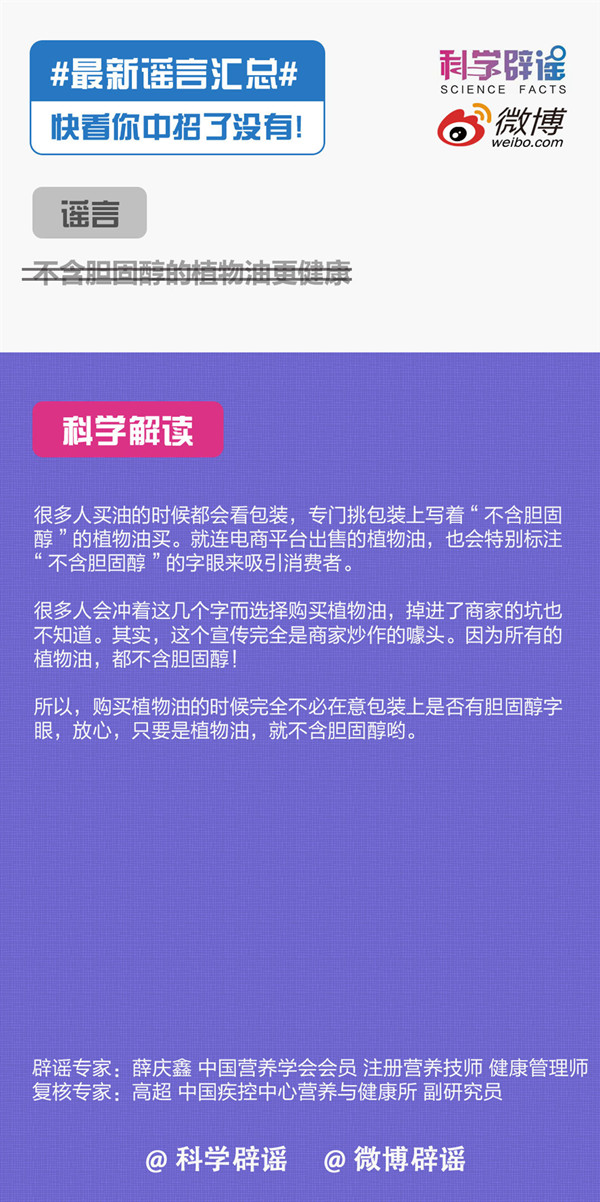 #最新谣言汇总#
快看你中招了没有!
科学辟谣
SCIENCE FACTS
微博
weibo.com
谣言
不含胆固醇的植物油更健康
科学解读
很多人买油的时候都会看包装，专门挑包装上写着“不含胆固
醇”的植物油买。就连电商平台出售的植物油，也会特别标注
“不含胆固醇”的字眼来吸引消费者。
很多人会冲着这几个字而选择购买植物油，掉进了商家的坑也
不知道。其实，这个宣传完全是商家炒作的噱头。因为所有的
植物油，都不含胆固醇！
所以，购买植物油的时候完全不必在意包装上是否有胆固醇字
眼，放心，只要是植物油，就不含胆固醇哟。
辟谣专家：薛庆鑫 中国营养学会会员 注册营养技师 健康管理师
复核专家：高超 中国疾控中心营养与健康所 副研究员
@科学辟谣 @微博辟谣